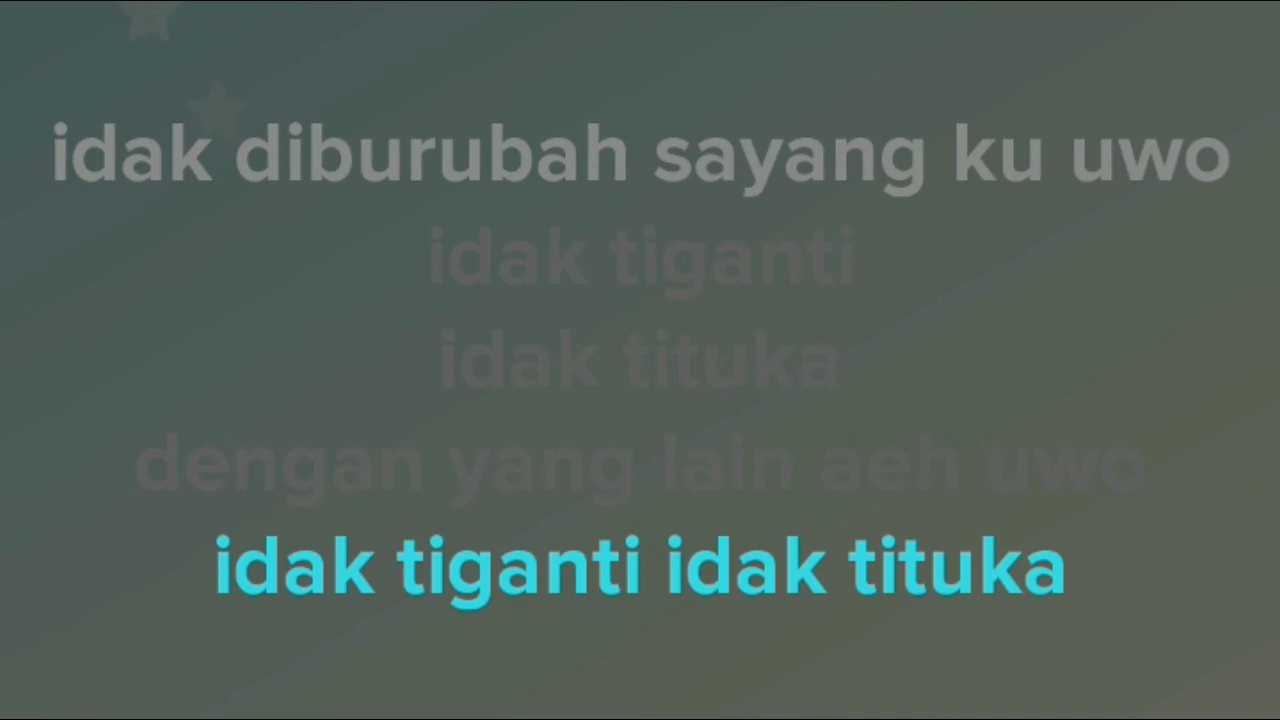 idak diburubah sayang ku uwo
idak tiganti
idak tituka
dengan yang lain aeh uwo
idak tiganti idak tituka